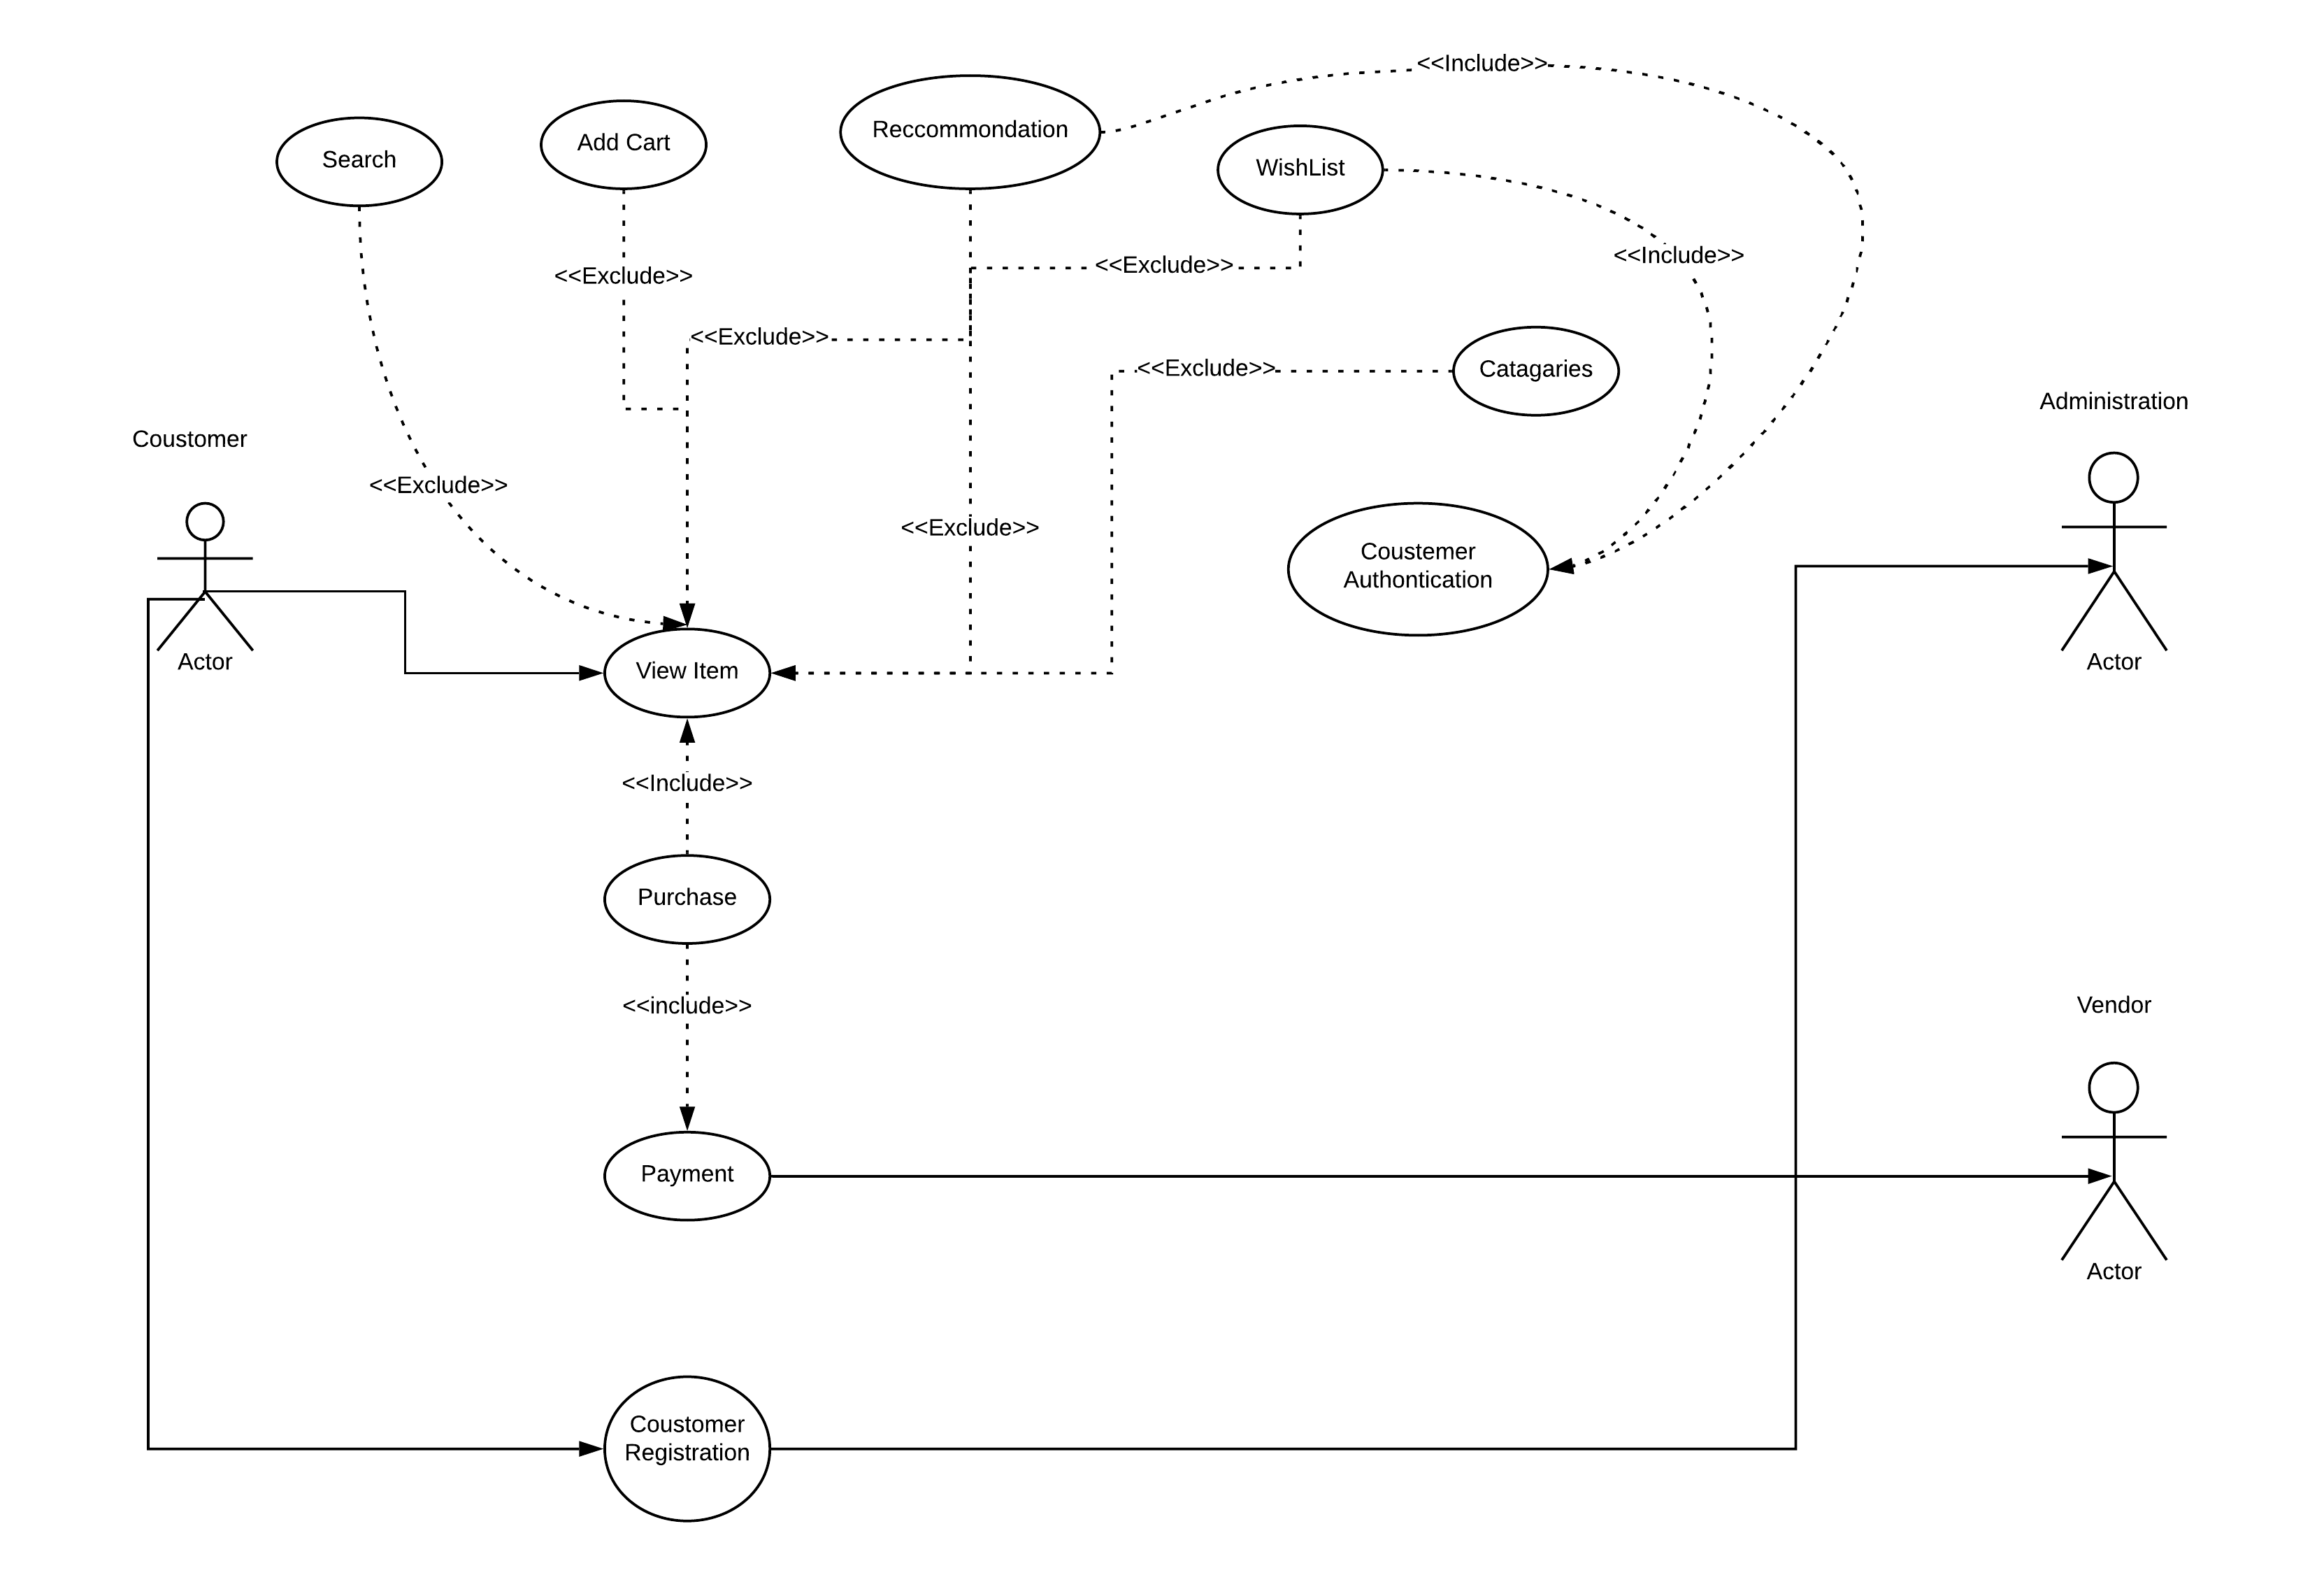 <<Include>>
Reccommondation
Add Cart
Search
WishList
<<Include>>
<<Exclude>>
<<Exclude>>
<<Exclude>>
<<Exclude>>
Catagaries
Administration
Coustomer
<<Exclude>>
<<Exclude>>
Coustemer
Authontication
Actor
View Item
Actor
<<Include>>
Purchase
<<include>>
Vendor
Payment
Actor
Coustomer
Registration